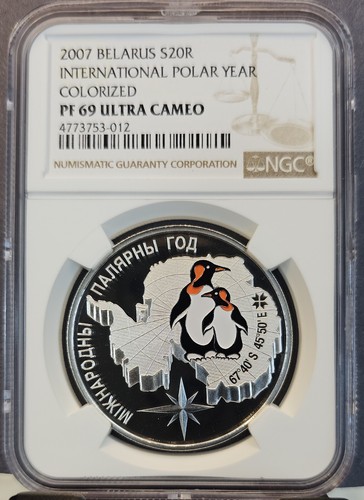 2007 BELARUS S20R
INTERNATIONAL POLAR YEAR
COLORIZED
PF 69 ULTRA CAMEO
4773753-012
NUMISMATIC GUARANTY CORPORATION
NGC®
МІЖНАРОДНЫ ПАЛЯРНЫ ГОД
67°40' S 45°50' E